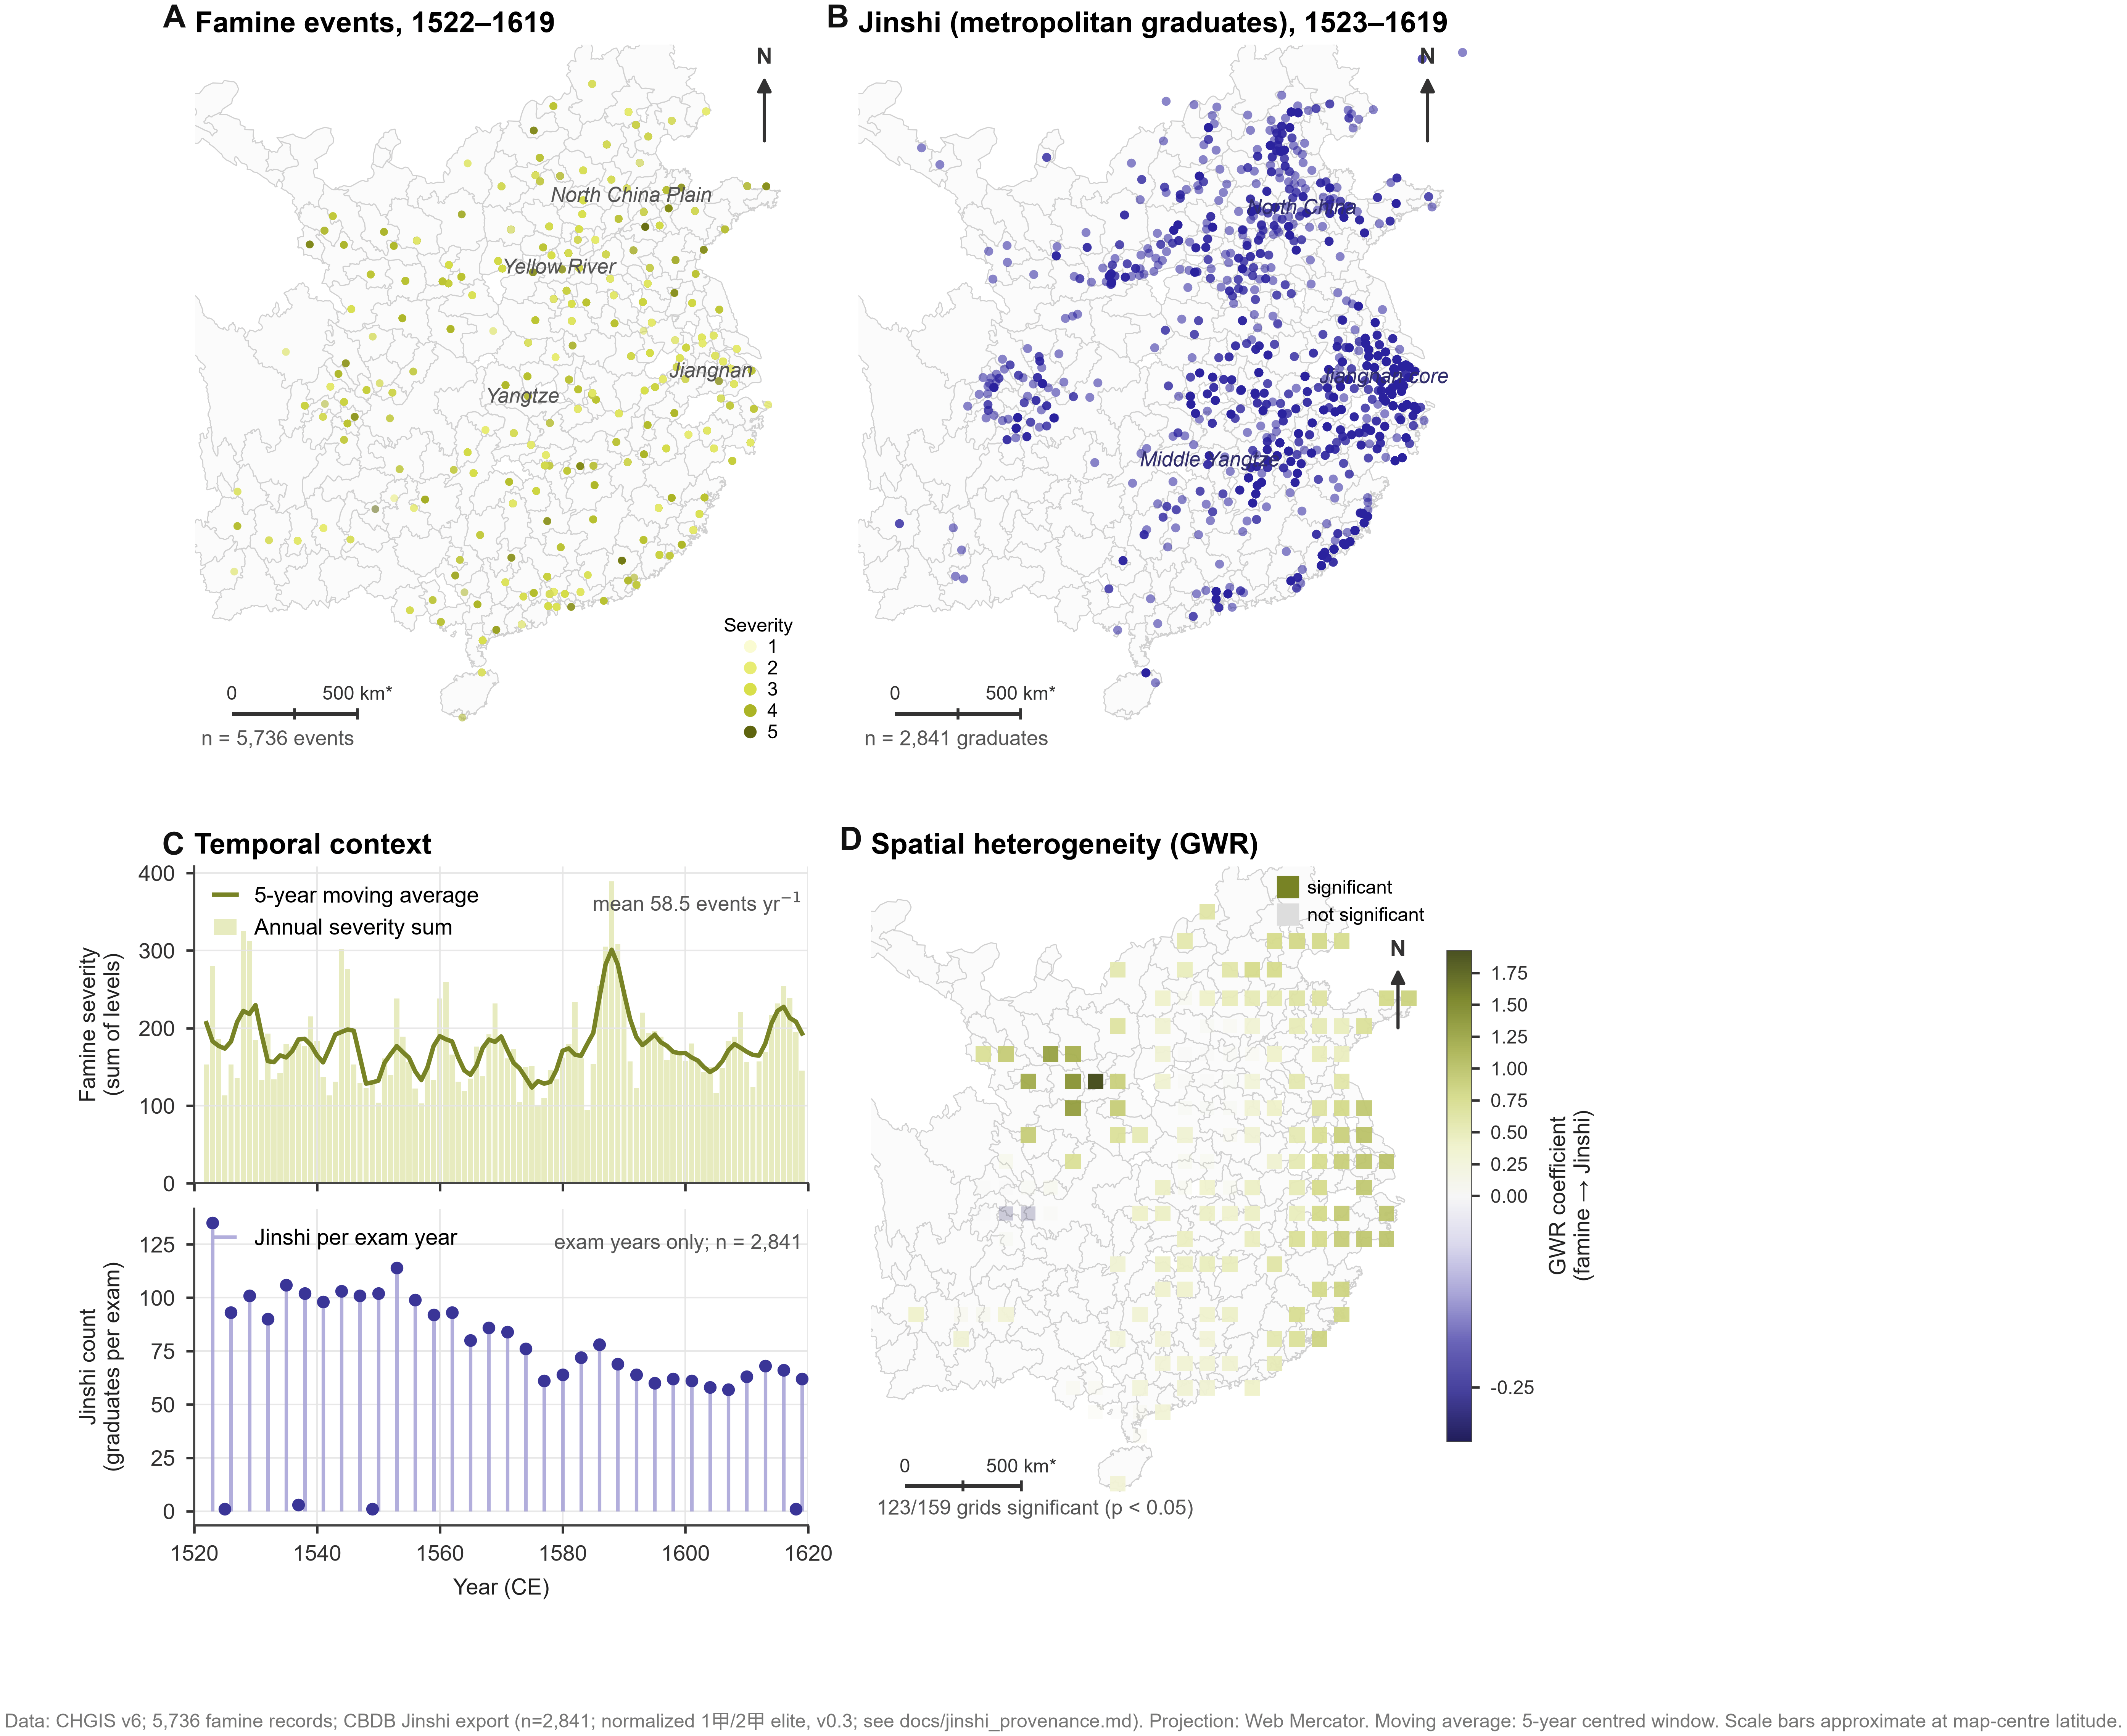 A Famine events, 1522–1619
N
North China Plain
Yellow River
Jiangnan
Yangtze
Severity
1
2
3
4
5
0 500 km*
n = 5,736 events
B Jinshi (metropolitan graduates), 1523–1619
N
North China
Jiangnan core
Middle Yangtze
0 500 km*
n = 2,841 graduates
C Temporal context
5-year moving average
Annual severity sum
mean 58.5 events yr⁻¹
Famine severity
(sum of levels)
400
300
200
100
0
Jinshi per exam year
exam years only; n = 2,841
Jinshi count
(graduates per exam)
125
100
75
50
25
0
1520 1540 1560 1580 1600 1620
Year (CE)
D Spatial heterogeneity (GWR)
significant
not significant
N
1.75
1.50
1.25
1.00
0.75
0.50
0.25
0.00
-0.25
GWR coefficient
(famine → Jinshi)
0 500 km*
123/159 grids significant (p < 0.05)
Data: CHGIS v6; 5,736 famine records; CBDB Jinshi export (n=2,841; normalized 1甲/2甲 elite, v0.3; see docs/jinshi_provenance.md). Projection: Web Mercator. Moving average: 5-year centred window. Scale bars approximate at map-centre latitude.